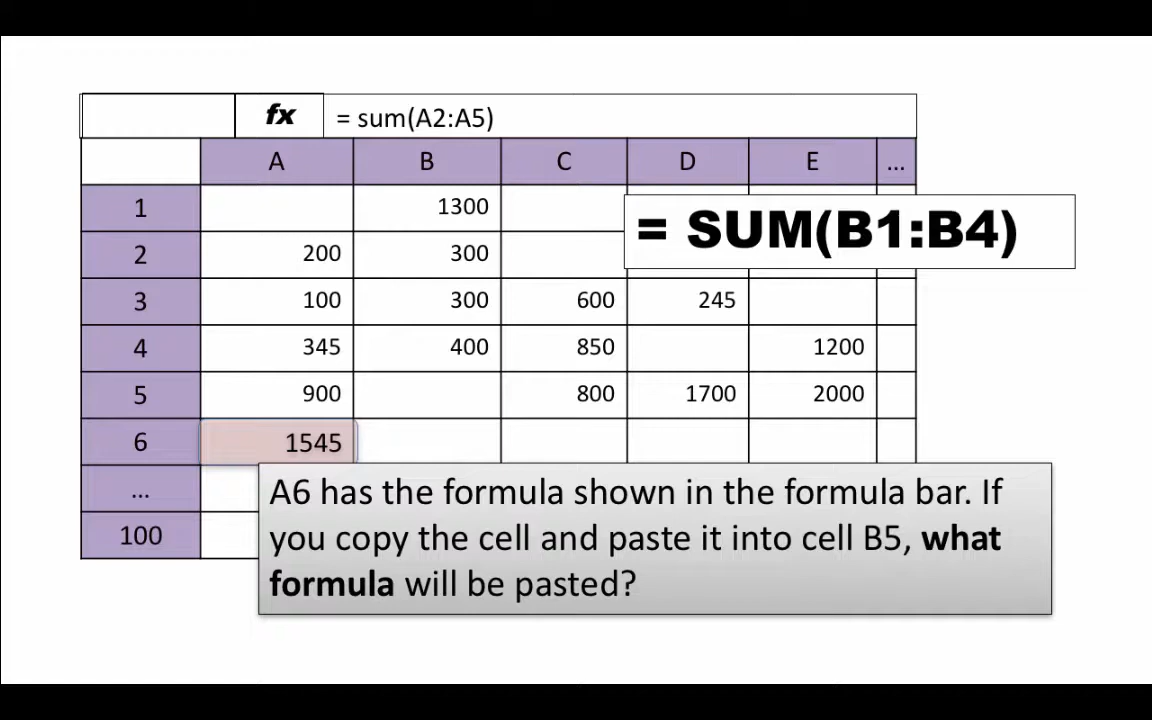 fx = sum(A2:A5)
A B C D E ...
1 1300
= SUM(B1:B4)
2 200 300
3 100 300 600 245
4 345 400 850 1200
5 900 800 1700 2000
6 1545
...
100
A6 has the formula shown in the formula bar. If
you copy the cell and paste it into cell B5, what
formula will be pasted?